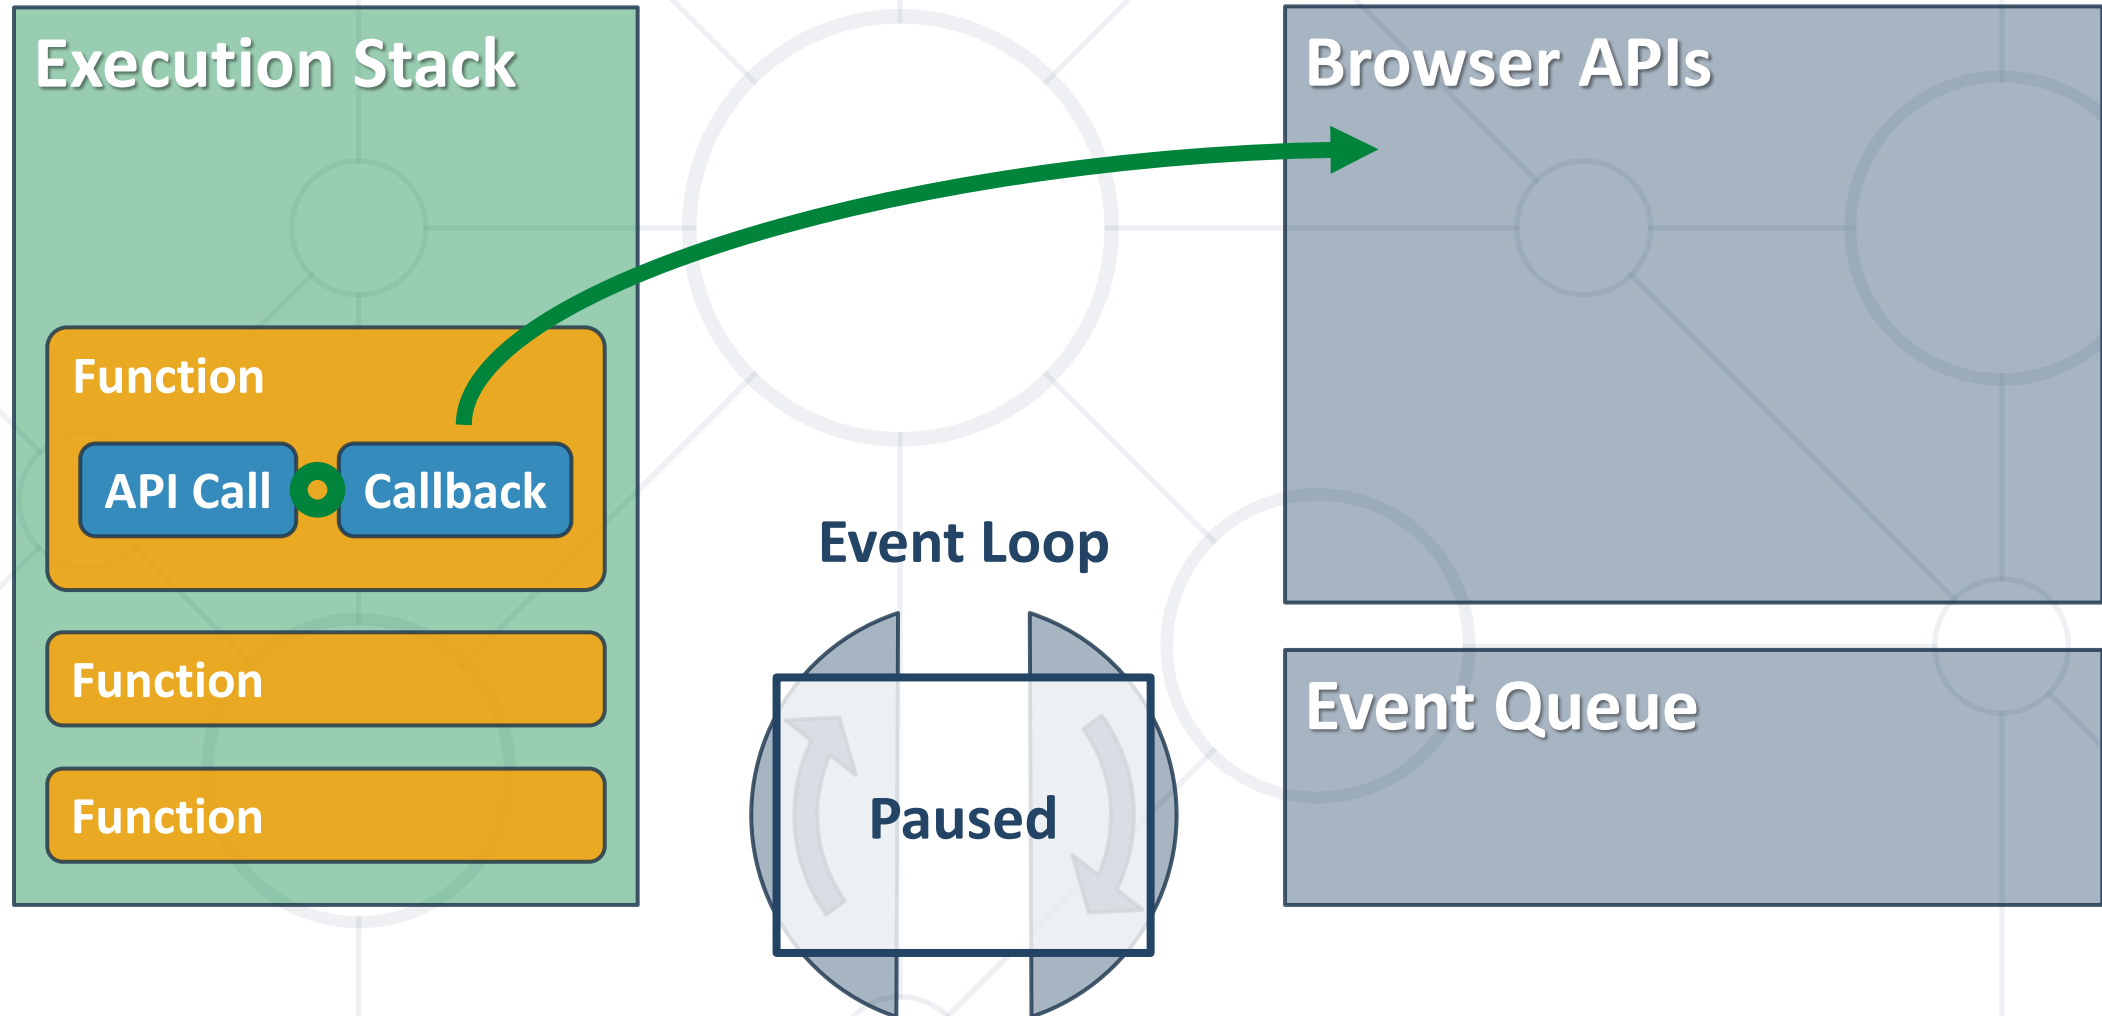 Execution Stack
Function
API Call
Callback
Function
Function
Event Loop
Paused
Browser APIs
Event Queue